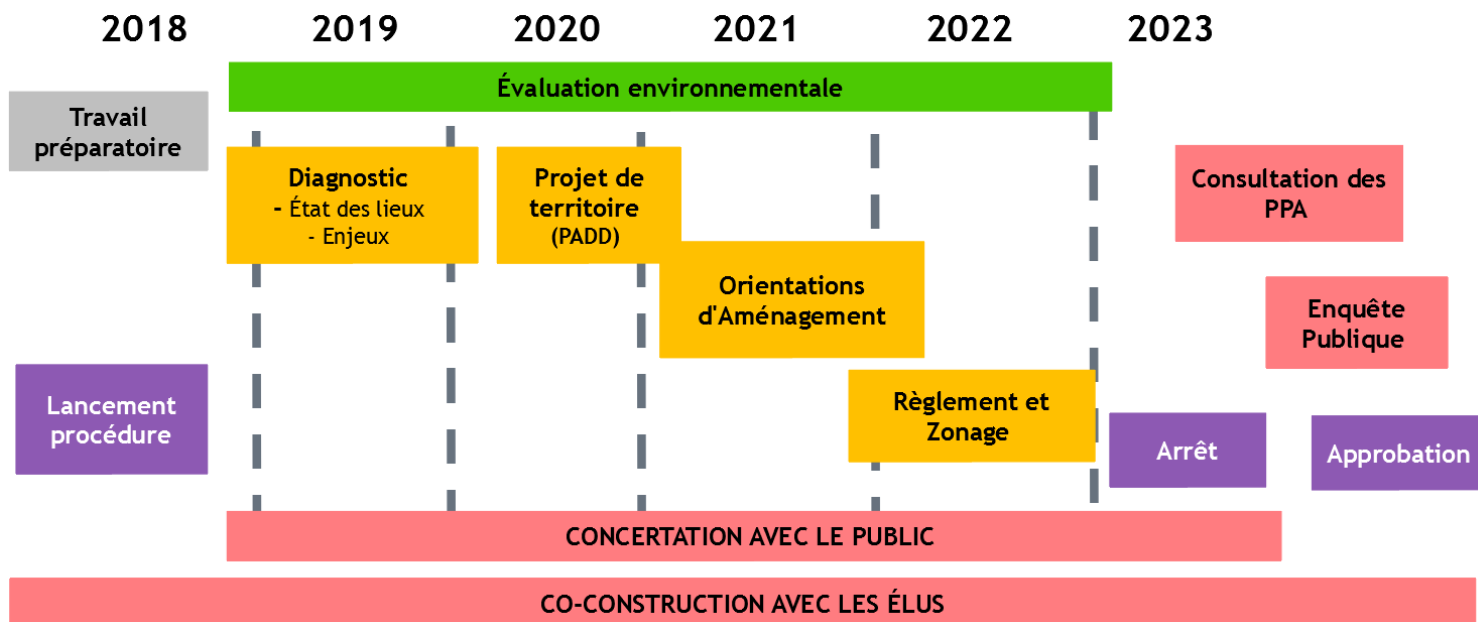 2018 2019 2020 2021 2022 2023
Évaluation environnementale
Travail
préparatoire
Diagnostic
- État des lieux
- Enjeux
Projet de
territoire
(PADD)
Consultation des
PPA
Orientations
d'Aménagement
Enquête
Publique
Lancement
procédure
Règlement et
Zonage
Arrêt
Approbation
CONCERTATION AVEC LE PUBLIC
CO-CONSTRUCTION AVEC LES ÉLUS